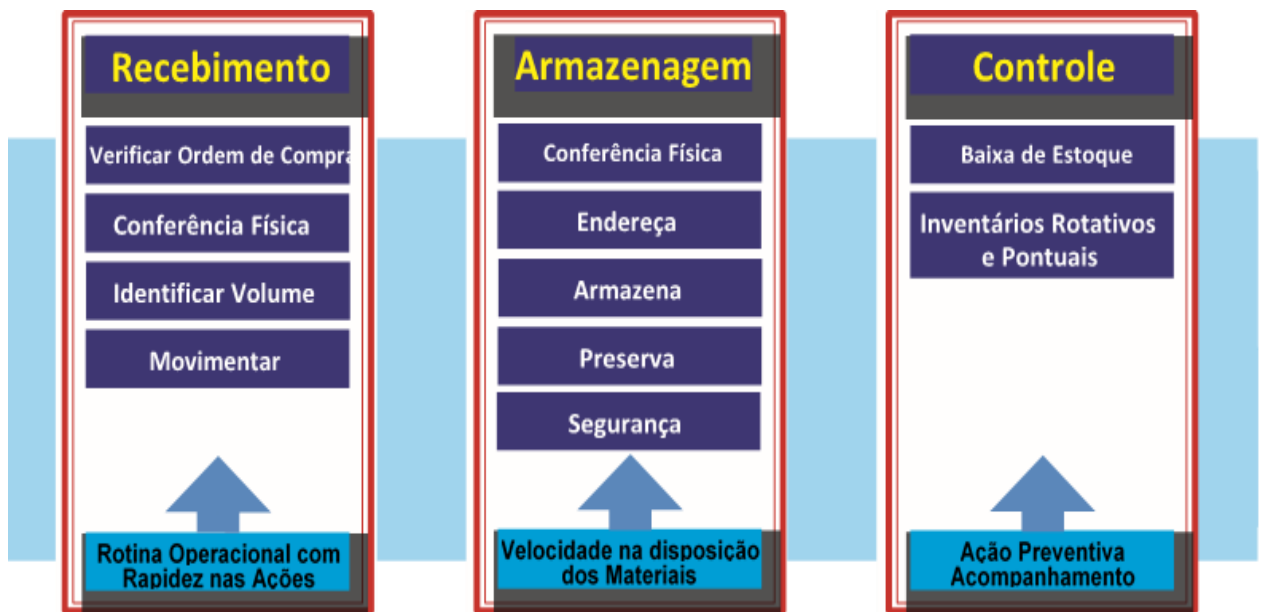 Recebimento
Verificar Ordem de Compra
Conferência Física
Identificar Volume
Movimentar
Rotina Operacional com
Rapidez nas Ações
Armazenagem
Conferência Física
Endereça
Armazena
Preserva
Segurança
Velocidade na disposição
dos Materiais
Controle
Baixa de Estoque
Inventários Rotativos
e Pontuais
Ação Preventiva
Acompanhamento